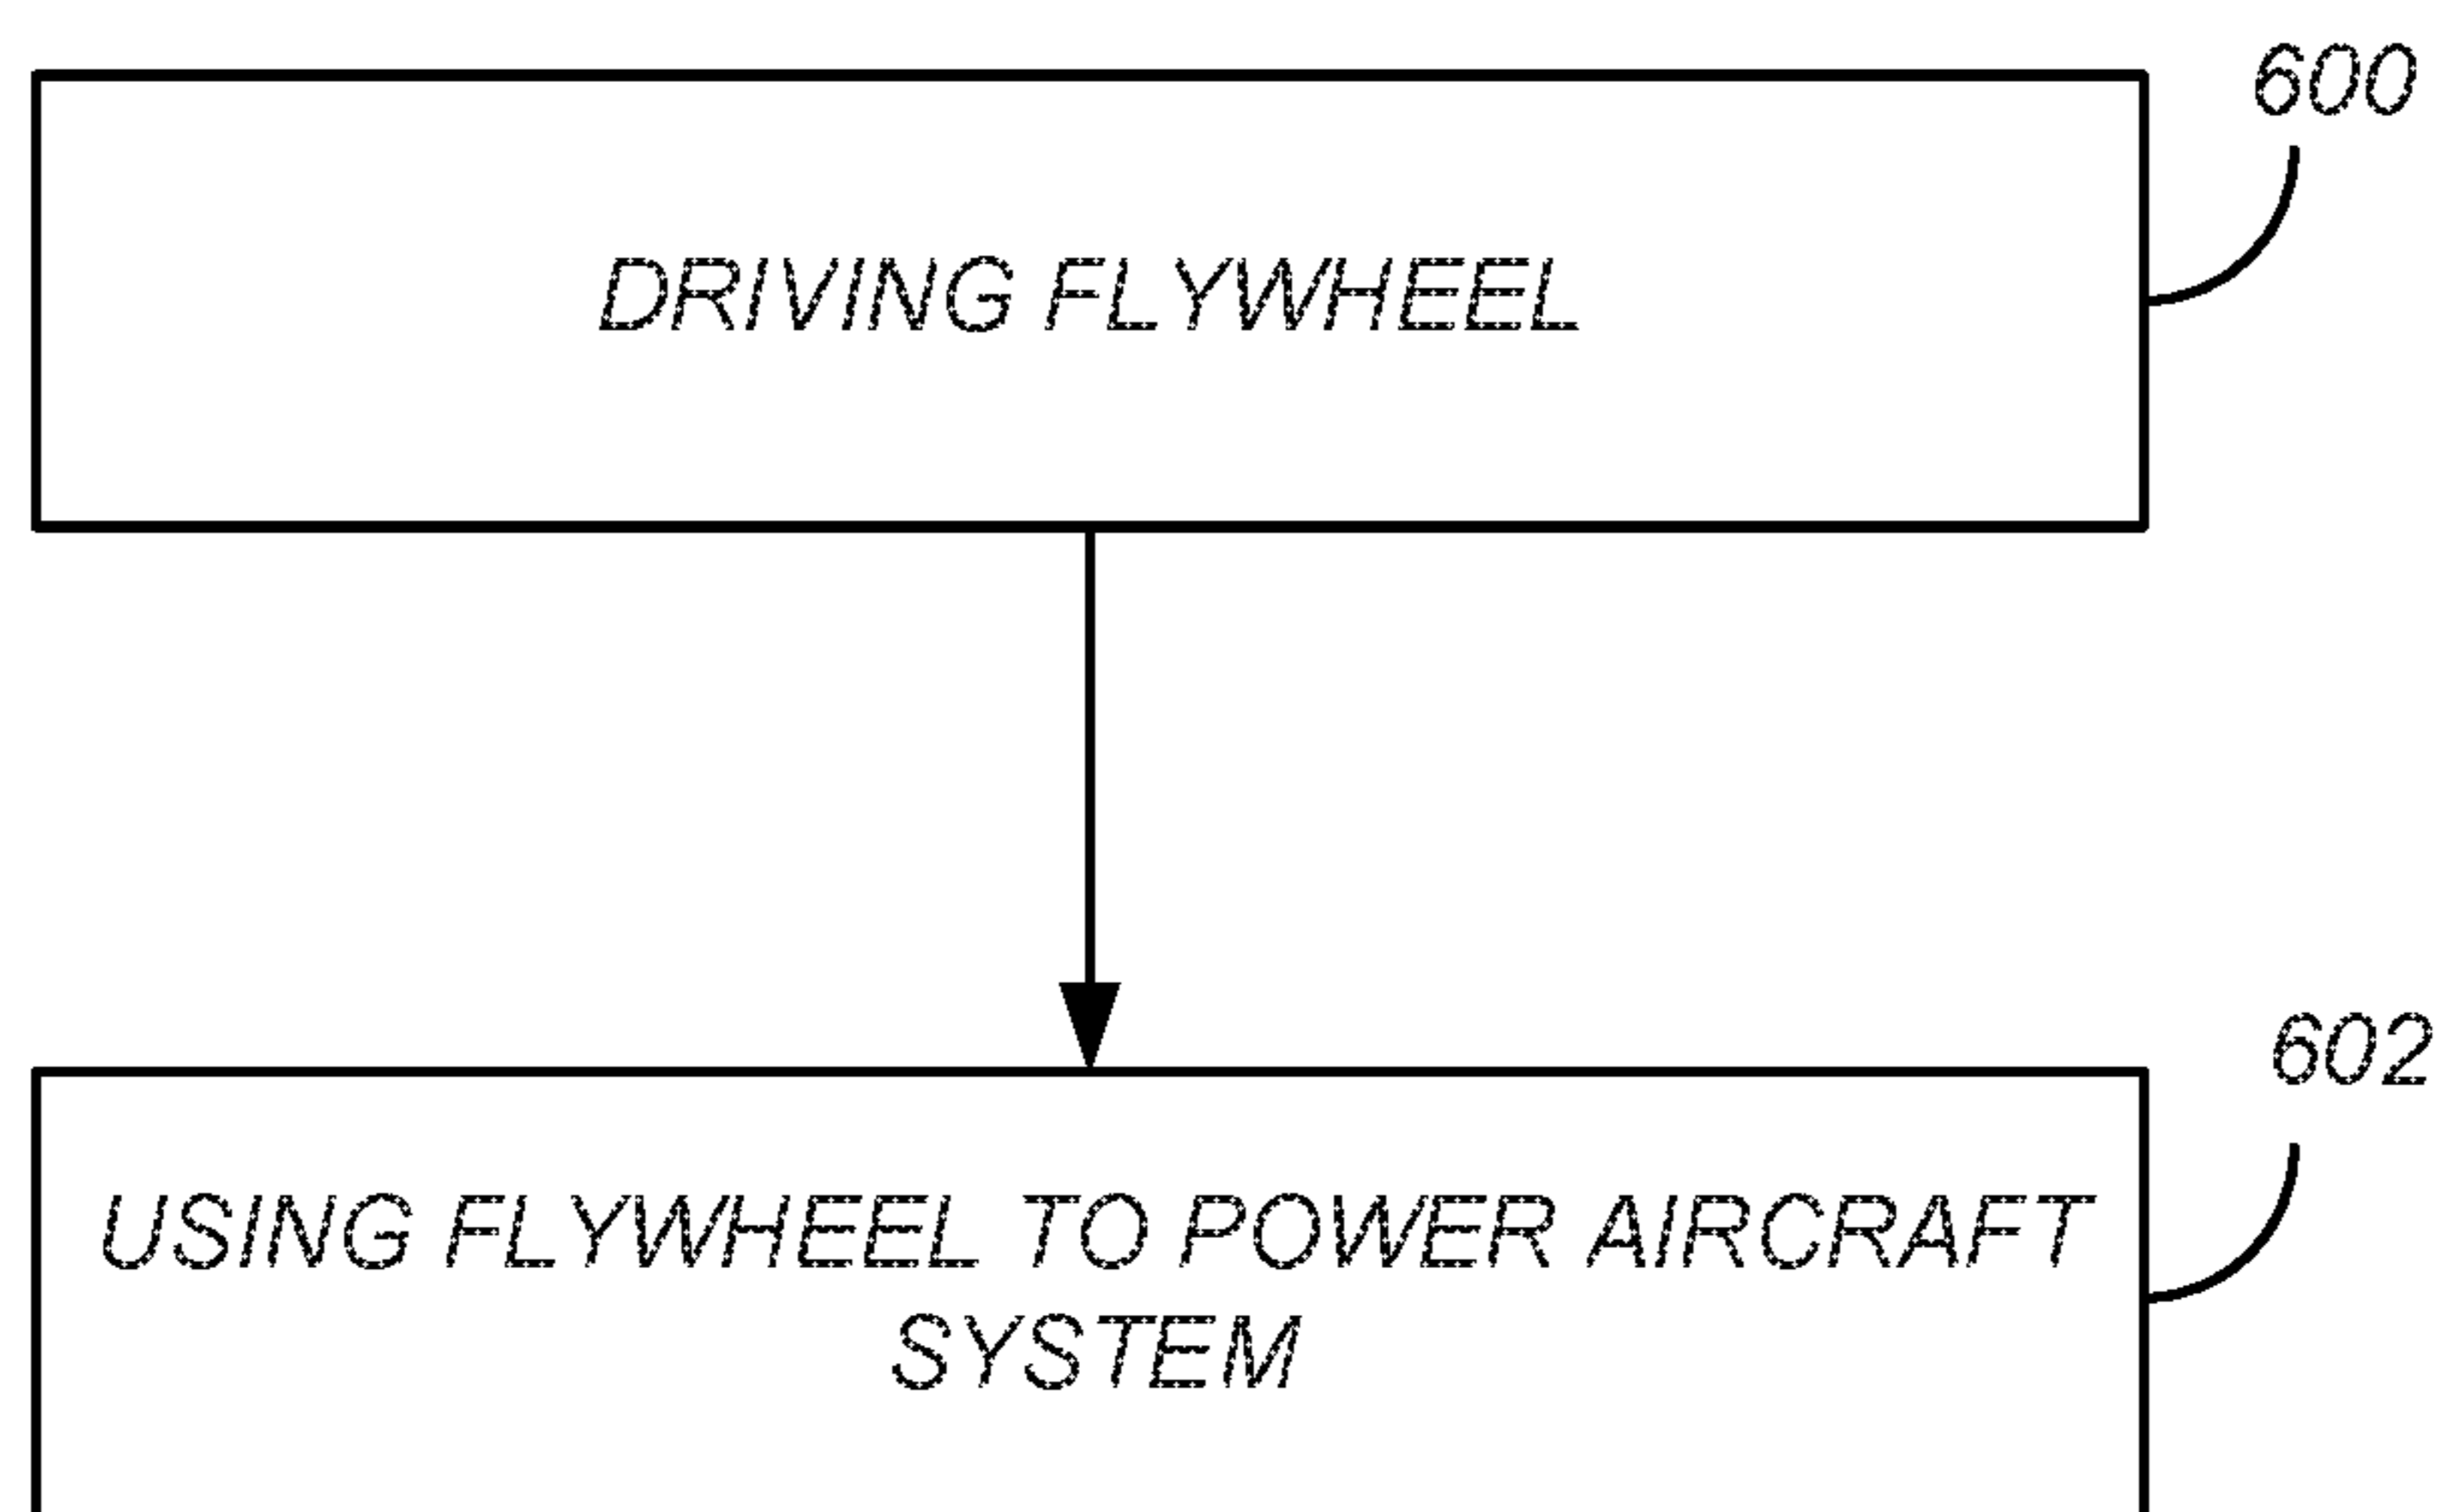 600
DRIVING FLYWHEEL
602
USING FLYWHEEL TO POWER AIRCRAFT
SYSTEM